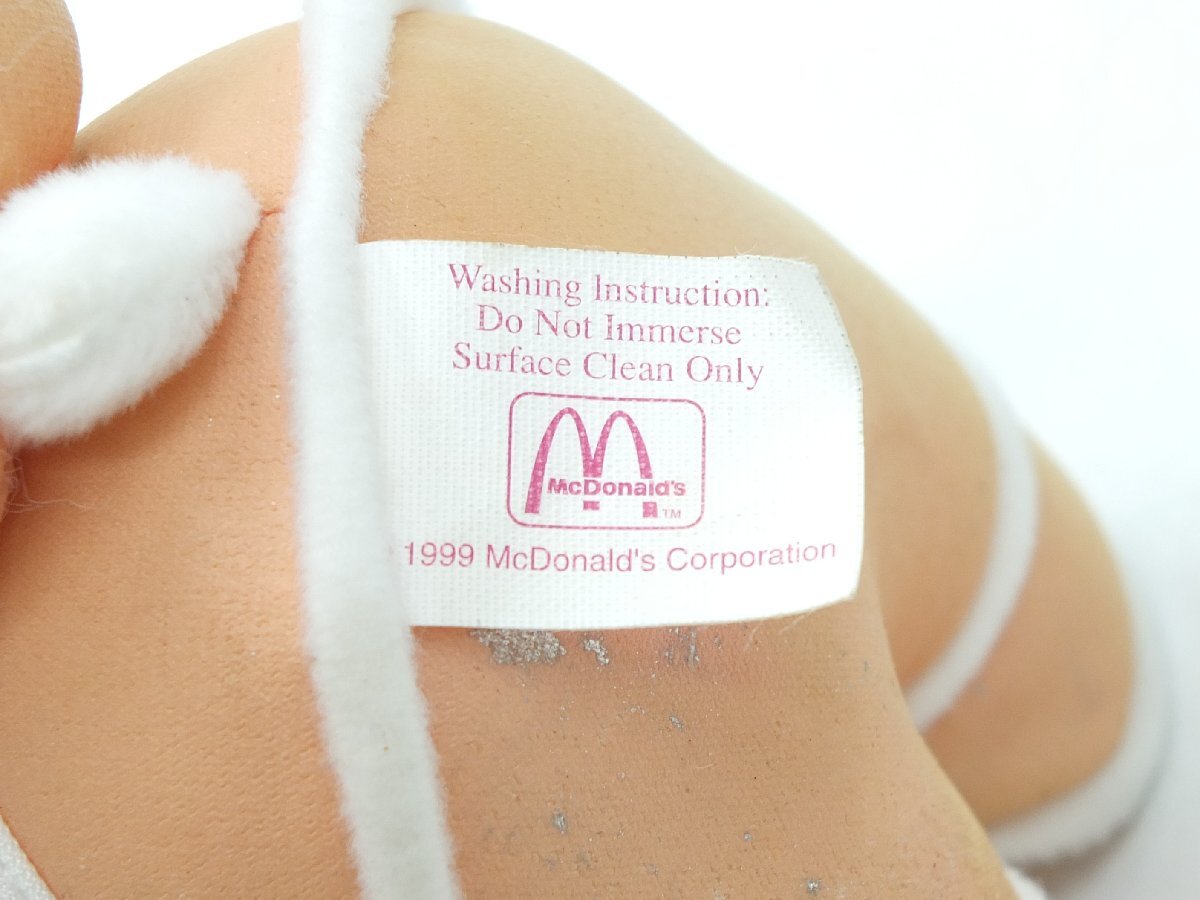 Washing Instruction:
Do Not Immerse
Surface Clean Only
McDonald's
TM
1999 McDonald's Corporation